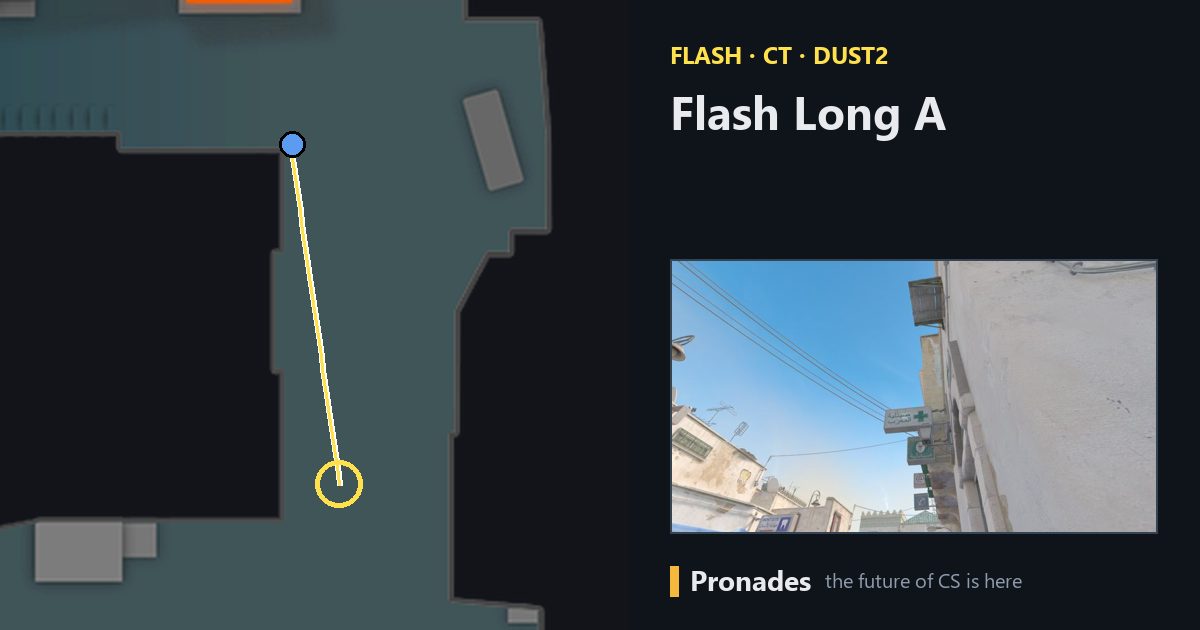 FLASH · CT · DUST2
Flash Long A
Pronades the future of CS is here